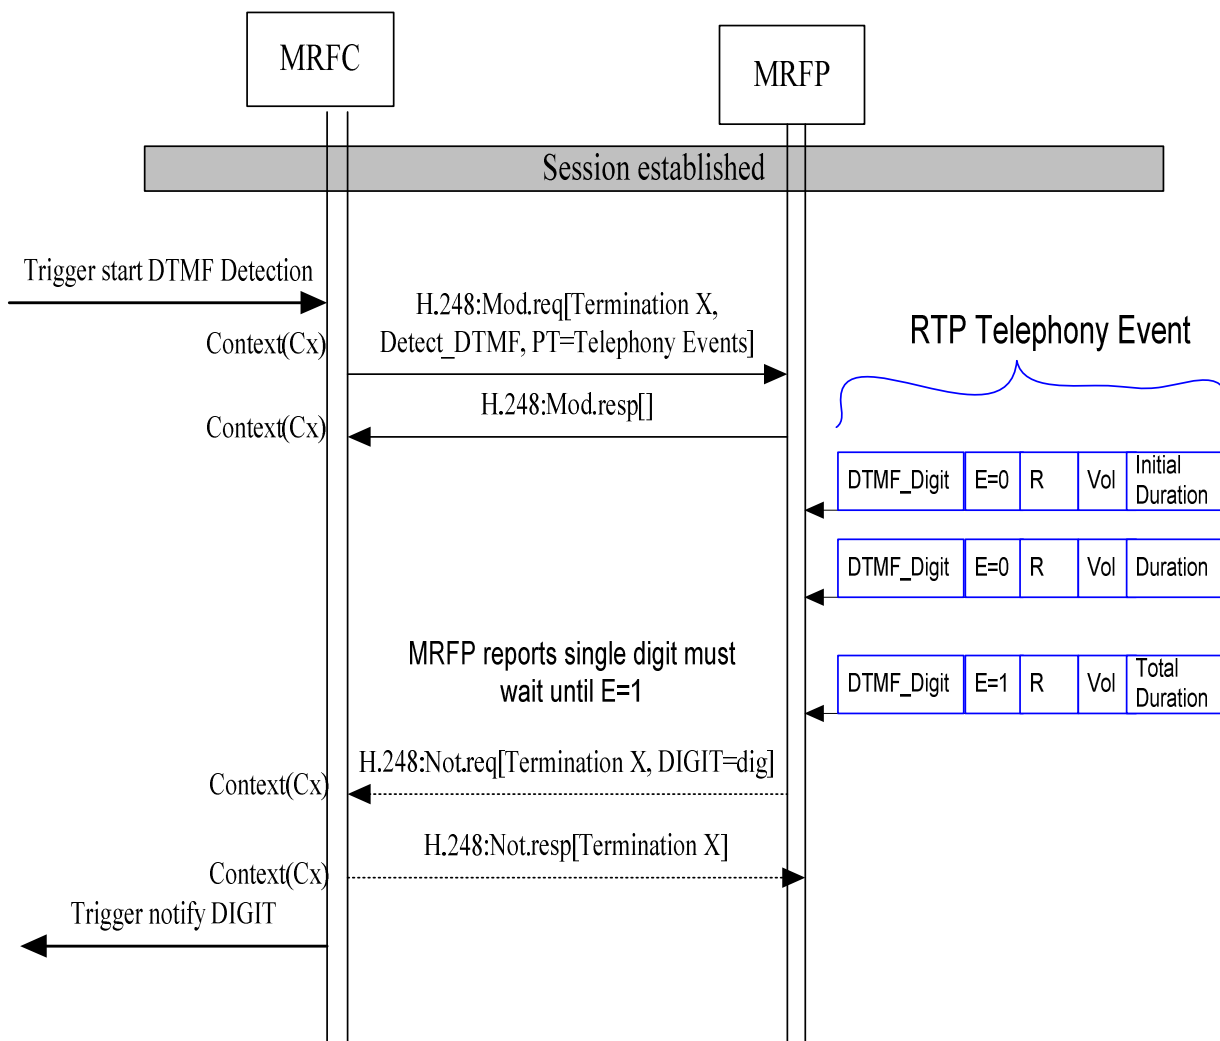 MRFC
MRFP
Session established
Trigger start DTMF Detection
H.248:Mod.req[Termination X,
Detect_DTMF, PT=Telephony Events]
Context(Cx)
RTP Telephony Event
H.248:Mod.resp[]
Context(Cx)
DTMF_Digit E=0 R Vol Initial
Duration
DTMF_Digit E=0 R Vol Duration
MRFP reports single digit must
wait until E=1
DTMF_Digit E=1 R Vol Total
Duration
H.248:Not.req[Termination X, DIGIT=dig]
Context(Cx)
H.248:Not.resp[Termination X]
Context(Cx)
Trigger notify DIGIT